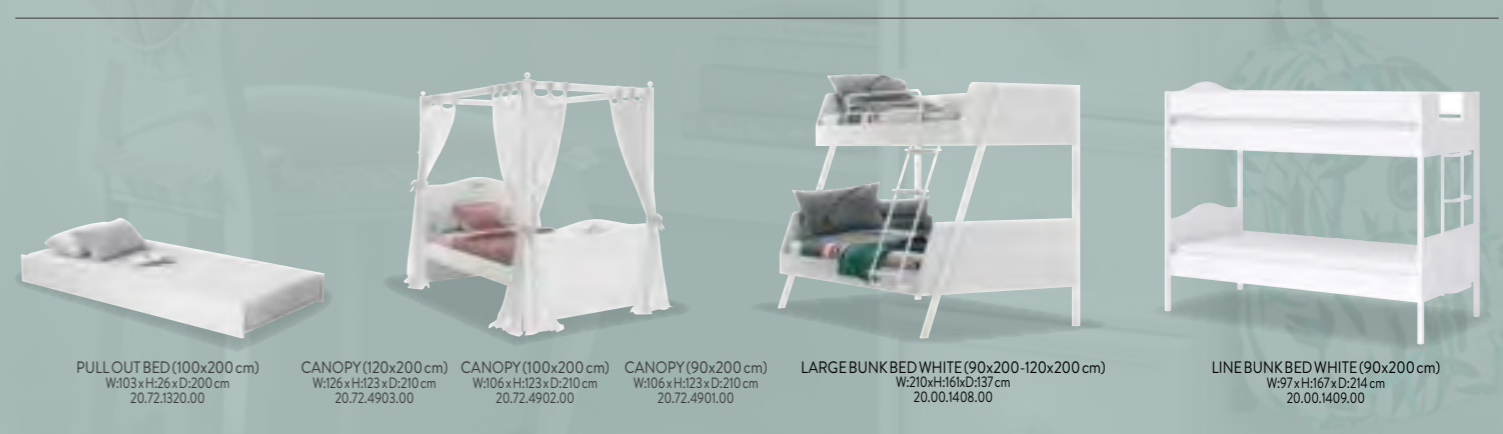 PULL OUT BED (100x200 cm)
W:103 x H:26 x D:200 cm
20.72.1320.00
CANOPY (120x200 cm)
W:126 x H:123 x D:210 cm
20.72.4903.00
CANOPY (100x200 cm)
W:106 x H:123 x D:210 cm
20.72.4902.00
CANOPY (90x200 cm)
W:106 x H:123 x D:210 cm
20.72.4901.00
LARGE BUNK BED WHITE (90x200-120x200 cm)
W:210xH:161xD:137 cm
20.00.1408.00
LINE BUNK BED WHITE (90x200 cm)
W:97 x H:167 x D:214 cm
20.00.1409.00